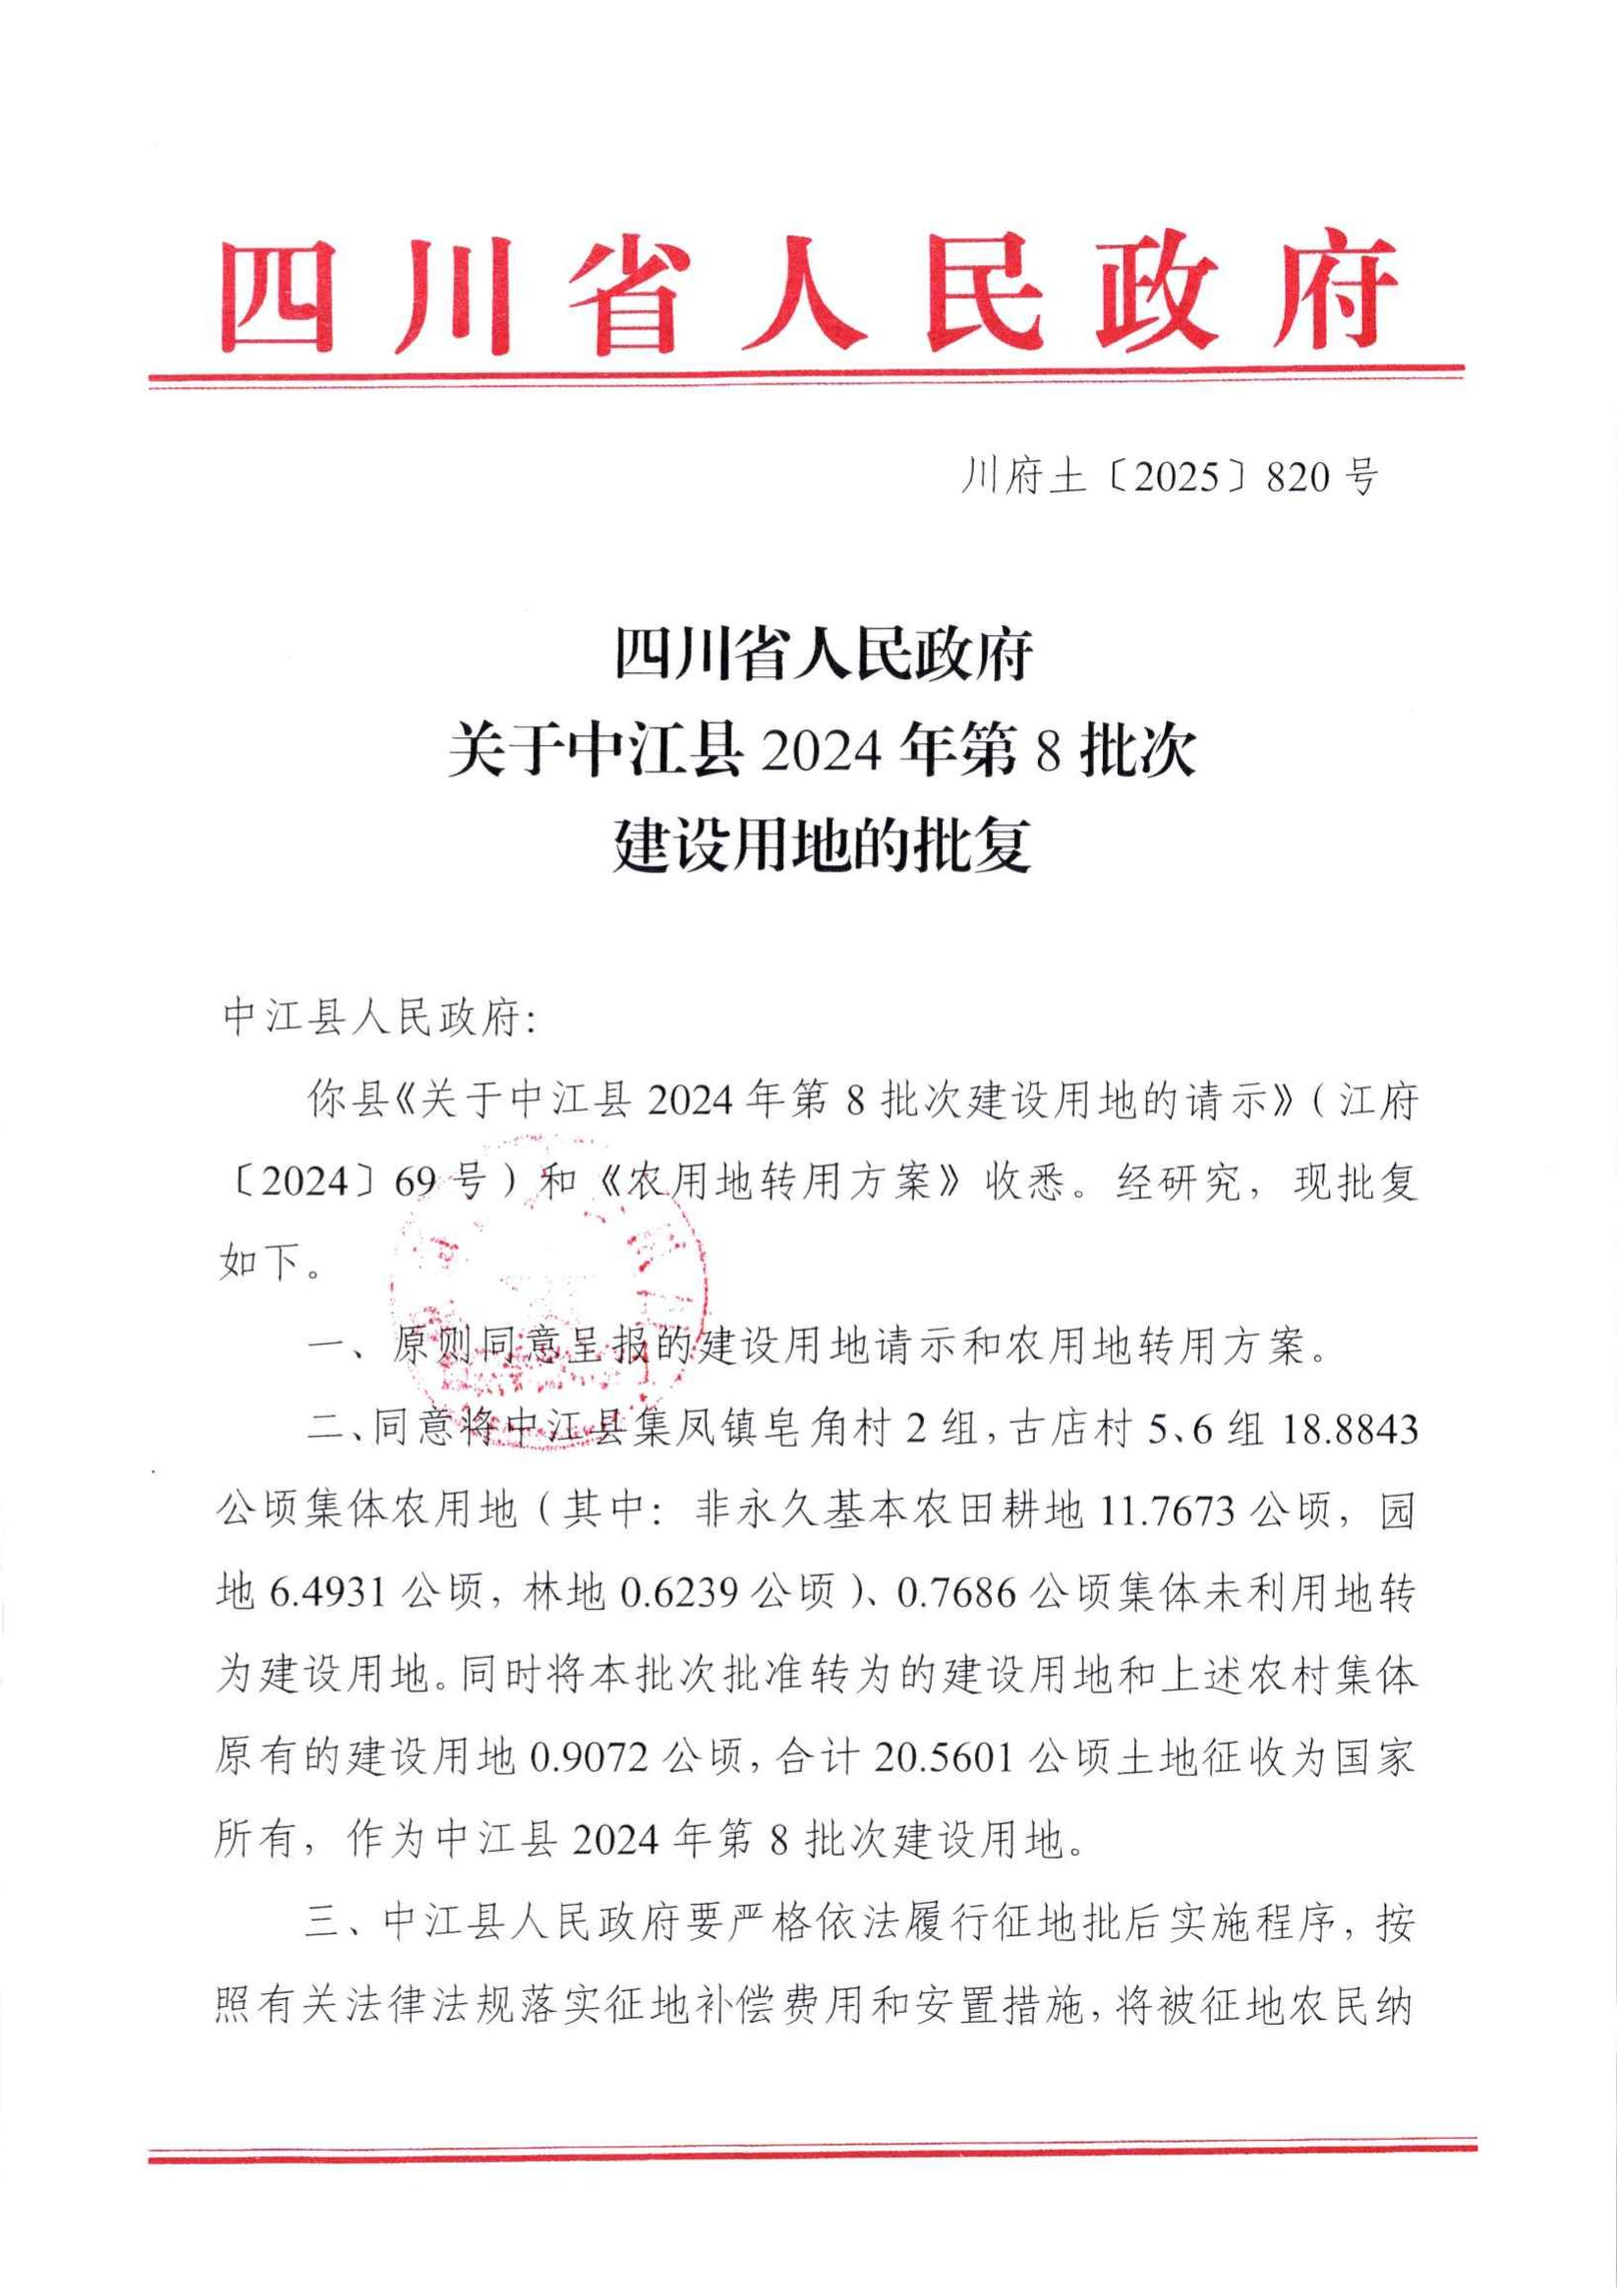 四川省人民政府
川府土〔2025〕820号
四川省人民政府
关于中江县2024年第8批次
建设用地的批复
中江县人民政府：
你县《关于中江县2024年第8批次建设用地的请示》（江府
〔2024〕69号）和《农用地转用方案》收悉。经研究，现批复
如下。
一、原则同意呈报的建设用地请示和农用地转用方案。
二、同意将中江县集凤镇皂角村2组，古店村5、6组18.8843
公顷集体农用地（其中：非永久基本农田耕地11.7673公顷，园
地6.4931公顷，林地0.6239公顷）、0.7686公顷集体未利用地转
为建设用地。同时将本批次批准转为的建设用地和上述农村集体
原有的建设用地0.9072公顷，合计20.5601公顷土地征收为国家
所有，作为中江县2024年第8批次建设用地。
三、中江县人民政府要严格依法履行征地批后实施程序，按
照有关法律法规落实征地补偿费用和安置措施，将被征地农民纳